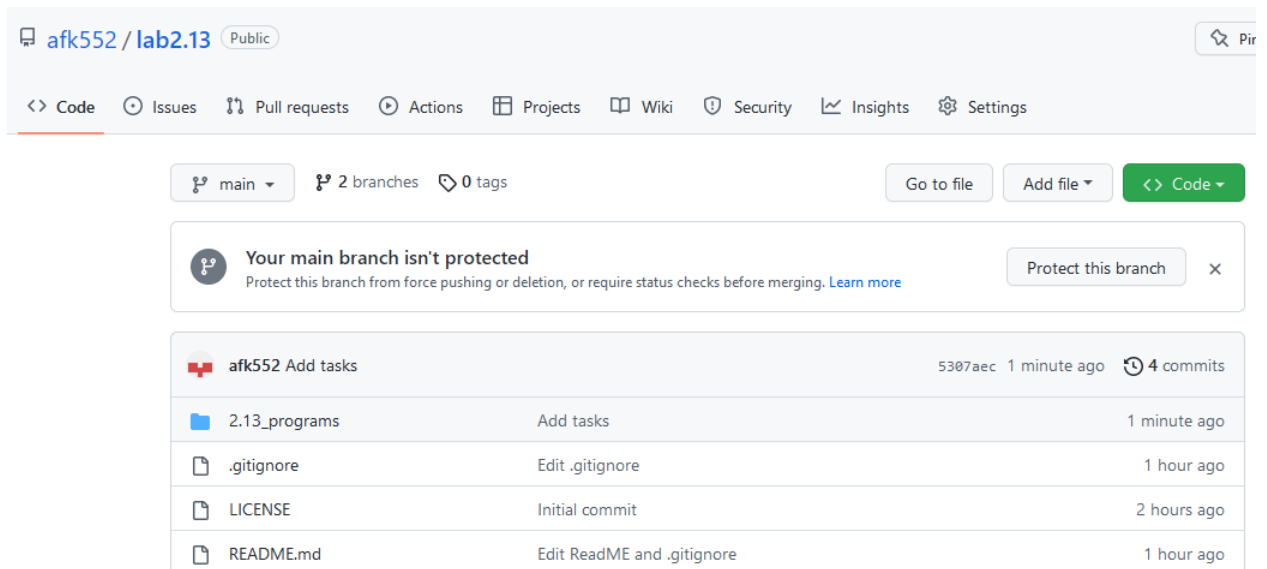 afk552 / lab2.13 Public
Code Issues Pull requests Actions Projects Wiki Security Insights Settings
main 2 branches 0 tags Go to file Add file Code
Your main branch isn't protected
Protect this branch from force pushing or deletion, or require status checks before merging. Learn more
Protect this branch
afk552 Add tasks 5307aec 1 minute ago 4 commits
2.13_programs Add tasks 1 minute ago
.gitignore Edit .gitignore 1 hour ago
LICENSE Initial commit 2 hours ago
README.md Edit ReadME and .gitignore 1 hour ago